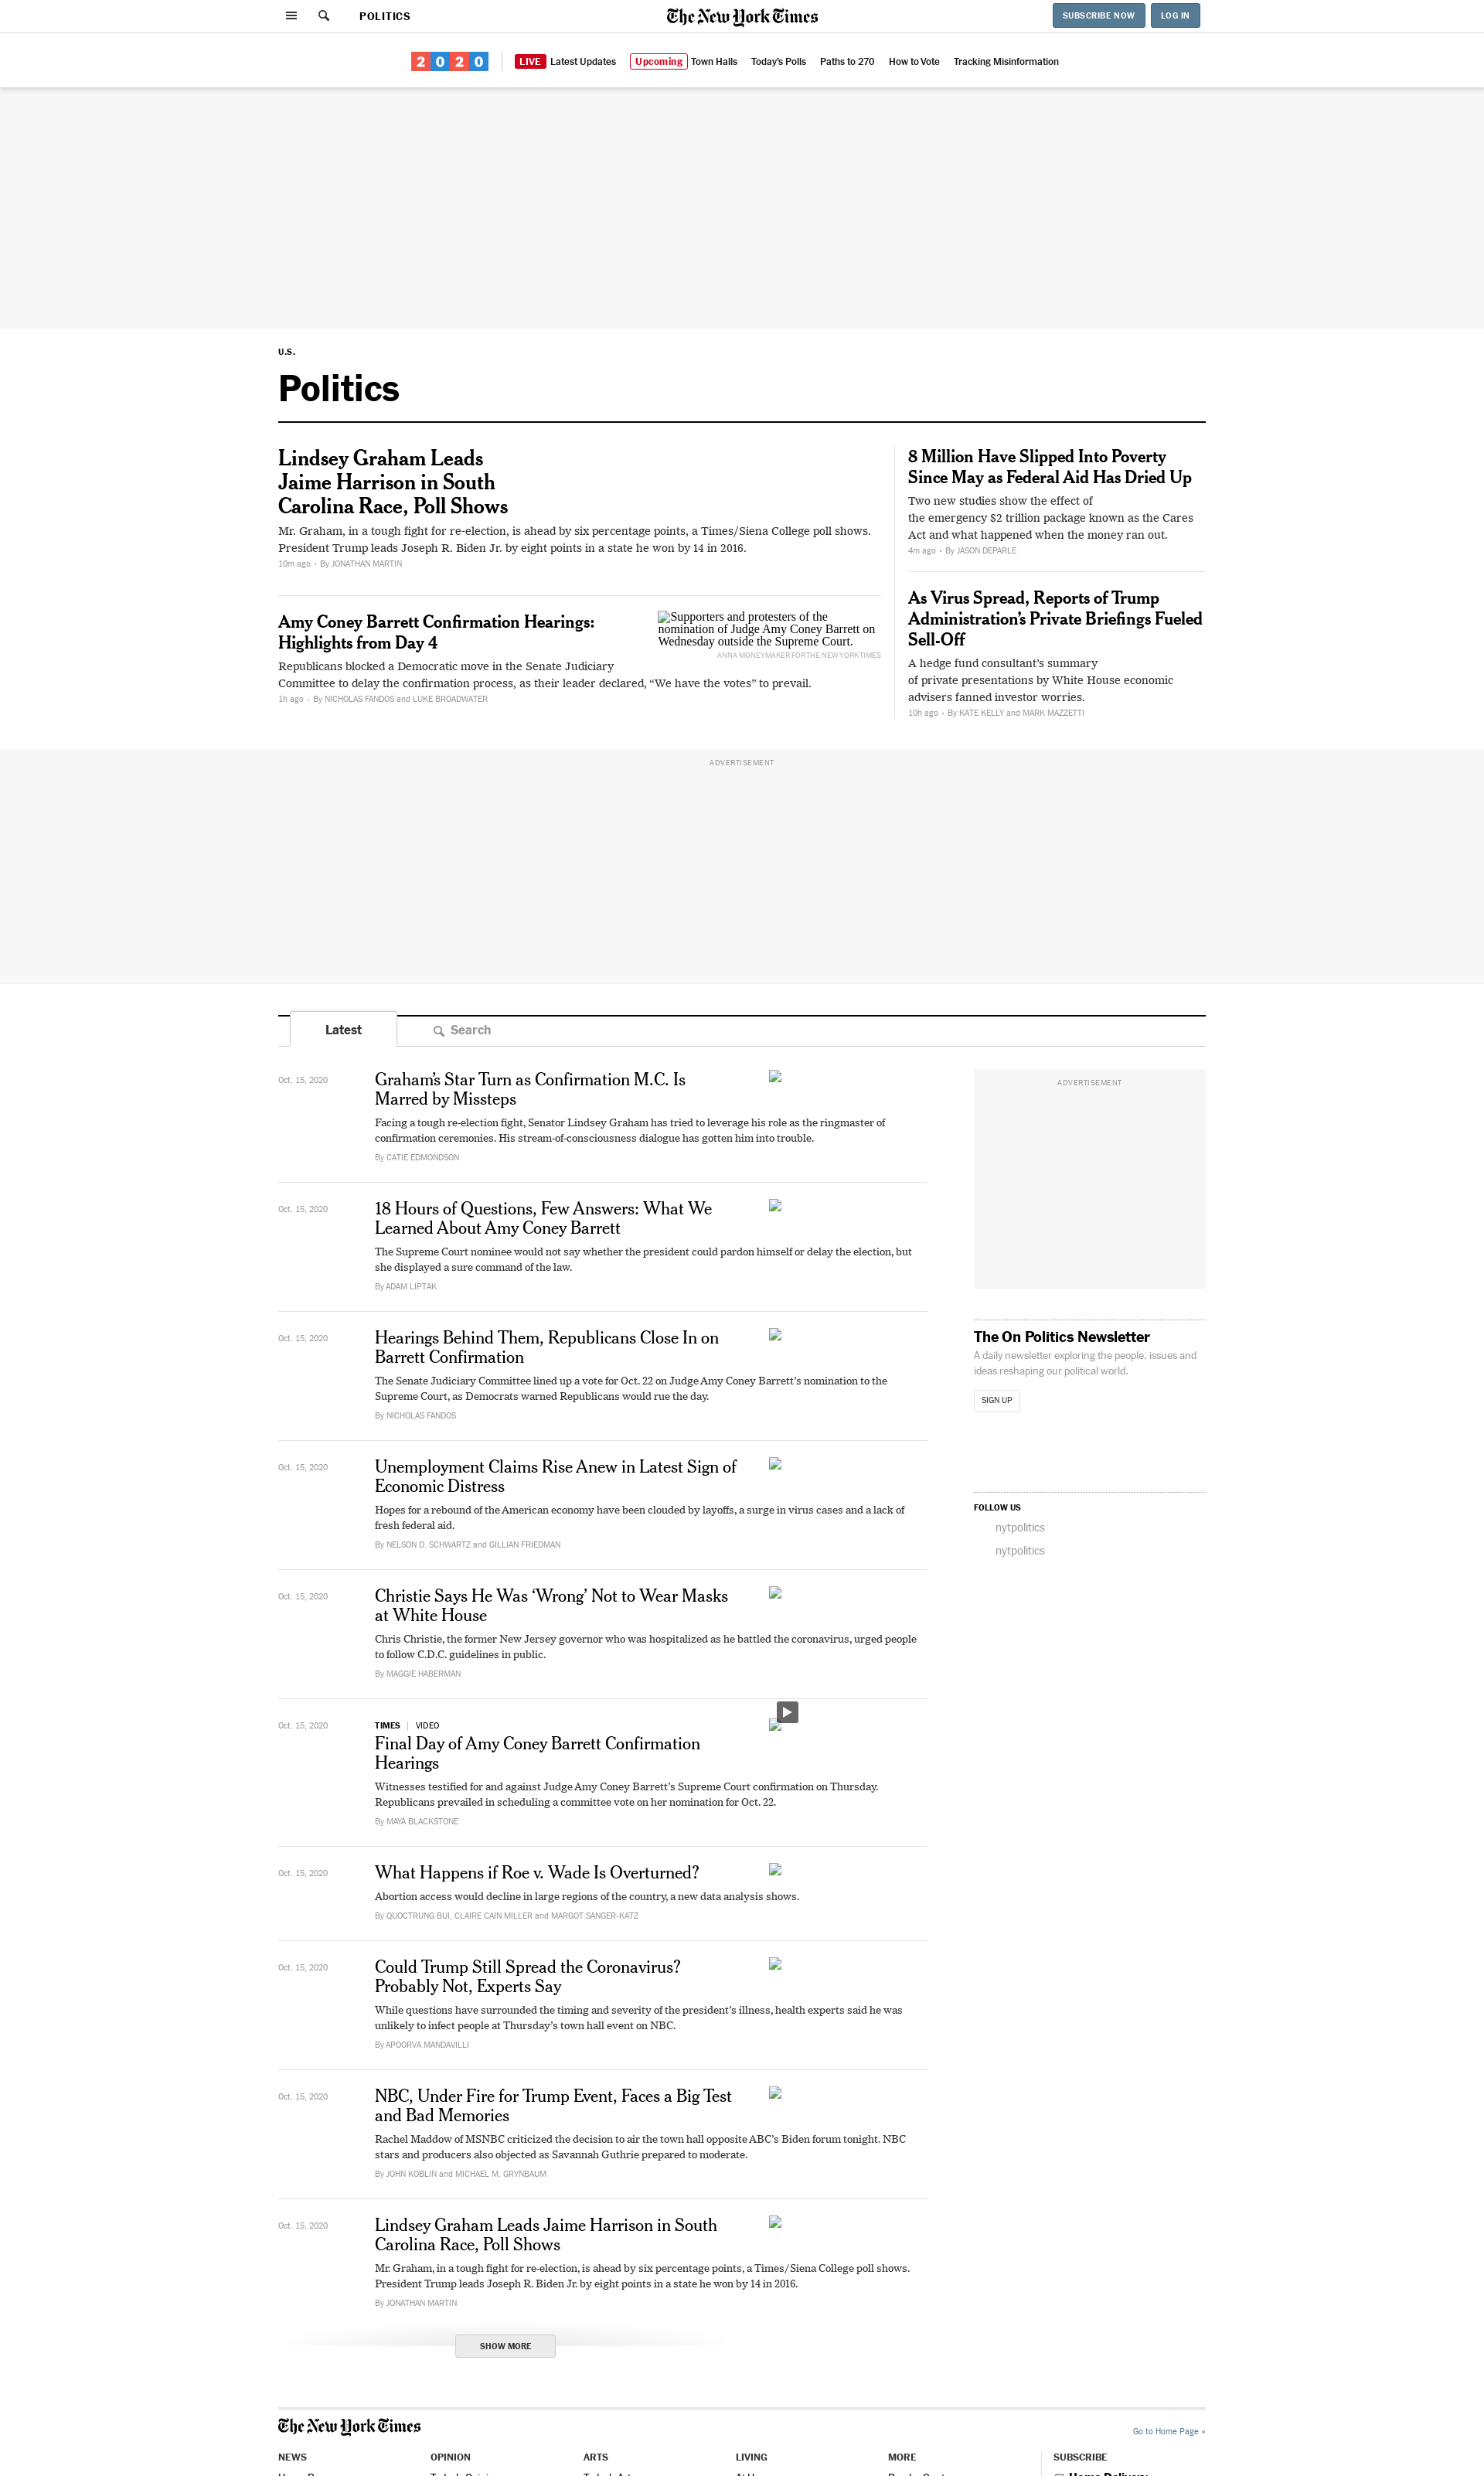 POLITICS
The New York Times
SUBSCRIBE NOW
LOG IN
2020
LIVE Latest Updates
Upcoming Town Halls
Today's Polls
Paths to 270
How to Vote
Tracking Misinformation
U.S.
Politics
Lindsey Graham Leads
Jaime Harrison in South
Carolina Race, Poll Shows
Mr. Graham, in a tough fight for re-election, is ahead by six percentage points, a Times/Siena College poll shows.
President Trump leads Joseph R. Biden Jr. by eight points in a state he won by 14 in 2016.
10m ago • By JONATHAN MARTIN
Amy Coney Barrett Confirmation Hearings:
Highlights from Day 4
Republicans blocked a Democratic move in the Senate Judiciary
Committee to delay the confirmation process, as their leader declared, “We have the votes” to prevail.
1h ago • By NICHOLAS FANDOS and LUKE BROADWATER
Supporters and protesters of the
nomination of Judge Amy Coney Barrett on
Wednesday outside the Supreme Court.
ANNA MONEYMAKER FOR THE NEW YORK TIMES
8 Million Have Slipped Into Poverty
Since May as Federal Aid Has Dried Up
Two new studies show the effect of
the emergency $2 trillion package known as the Cares
Act and what happened when the money ran out.
4m ago • By JASON DEPARLE
As Virus Spread, Reports of Trump
Administration’s Private Briefings Fueled
Sell-Off
A hedge fund consultant’s summary
of private presentations by White House economic
advisers fanned investor worries.
10h ago • By KATE KELLY and MARK MAZZETTI
ADVERTISEMENT
Latest
Search
Oct. 15, 2020
Graham’s Star Turn as Confirmation M.C. Is
Marred by Missteps
Facing a tough re-election fight, Senator Lindsey Graham has tried to leverage his role as the ringmaster of
confirmation ceremonies. His stream-of-consciousness dialogue has gotten him into trouble.
By CATIE EDMONDSON
Oct. 15, 2020
18 Hours of Questions, Few Answers: What We
Learned About Amy Coney Barrett
The Supreme Court nominee would not say whether the president could pardon himself or delay the election, but
she displayed a sure command of the law.
By ADAM LIPTAK
Oct. 15, 2020
Hearings Behind Them, Republicans Close In on
Barrett Confirmation
The Senate Judiciary Committee lined up a vote for Oct. 22 on Judge Amy Coney Barrett’s nomination to the
Supreme Court, as Democrats warned Republicans would rue the day.
By NICHOLAS FANDOS
Oct. 15, 2020
Unemployment Claims Rise Anew in Latest Sign of
Economic Distress
Hopes for a rebound of the American economy have been clouded by layoffs, a surge in virus cases and a lack of
fresh federal aid.
By NELSON D. SCHWARTZ and GILLIAN FRIEDMAN
Oct. 15, 2020
Christie Says He Was ‘Wrong’ Not to Wear Masks
at White House
Chris Christie, the former New Jersey governor who was hospitalized as he battled the coronavirus, urged people
to follow C.D.C. guidelines in public.
By MAGGIE HABERMAN
Oct. 15, 2020
TIMES | VIDEO
Final Day of Amy Coney Barrett Confirmation
Hearings
Witnesses testified for and against Judge Amy Coney Barrett’s Supreme Court confirmation on Thursday.
Republicans prevailed in scheduling a committee vote on her nomination for Oct. 22.
By MAYA BLACKSTONE
Oct. 15, 2020
What Happens if Roe v. Wade Is Overturned?
Abortion access would decline in large regions of the country, a new data analysis shows.
By QUOCTRUNG BUI, CLAIRE CAIN MILLER and MARGOT SANGER-KATZ
Oct. 15, 2020
Could Trump Still Spread the Coronavirus?
Probably Not, Experts Say
While questions have surrounded the timing and severity of the president’s illness, health experts said he was
unlikely to infect people at Thursday’s town hall event on NBC.
By APOORVA MANDAVILLI
Oct. 15, 2020
NBC, Under Fire for Trump Event, Faces a Big Test
and Bad Memories
Rachel Maddow of MSNBC criticized the decision to air the town hall opposite ABC’s Biden forum tonight. NBC
stars and producers also objected as Savannah Guthrie prepared to moderate.
By JOHN KOBLIN and MICHAEL M. GRYNBAUM
Oct. 15, 2020
Lindsey Graham Leads Jaime Harrison in South
Carolina Race, Poll Shows
Mr. Graham, in a tough fight for re-election, is ahead by six percentage points, a Times/Siena College poll shows.
President Trump leads Joseph R. Biden Jr. by eight points in a state he won by 14 in 2016.
By JONATHAN MARTIN
SHOW MORE
ADVERTISEMENT
The On Politics Newsletter
A daily newsletter exploring the people, issues and
ideas reshaping our political world.
SIGN UP
FOLLOW US
nytpolitics
nytpolitics
The New York Times
Go to Home Page »
NEWS
OPINION
ARTS
LIVING
MORE
SUBSCRIBE